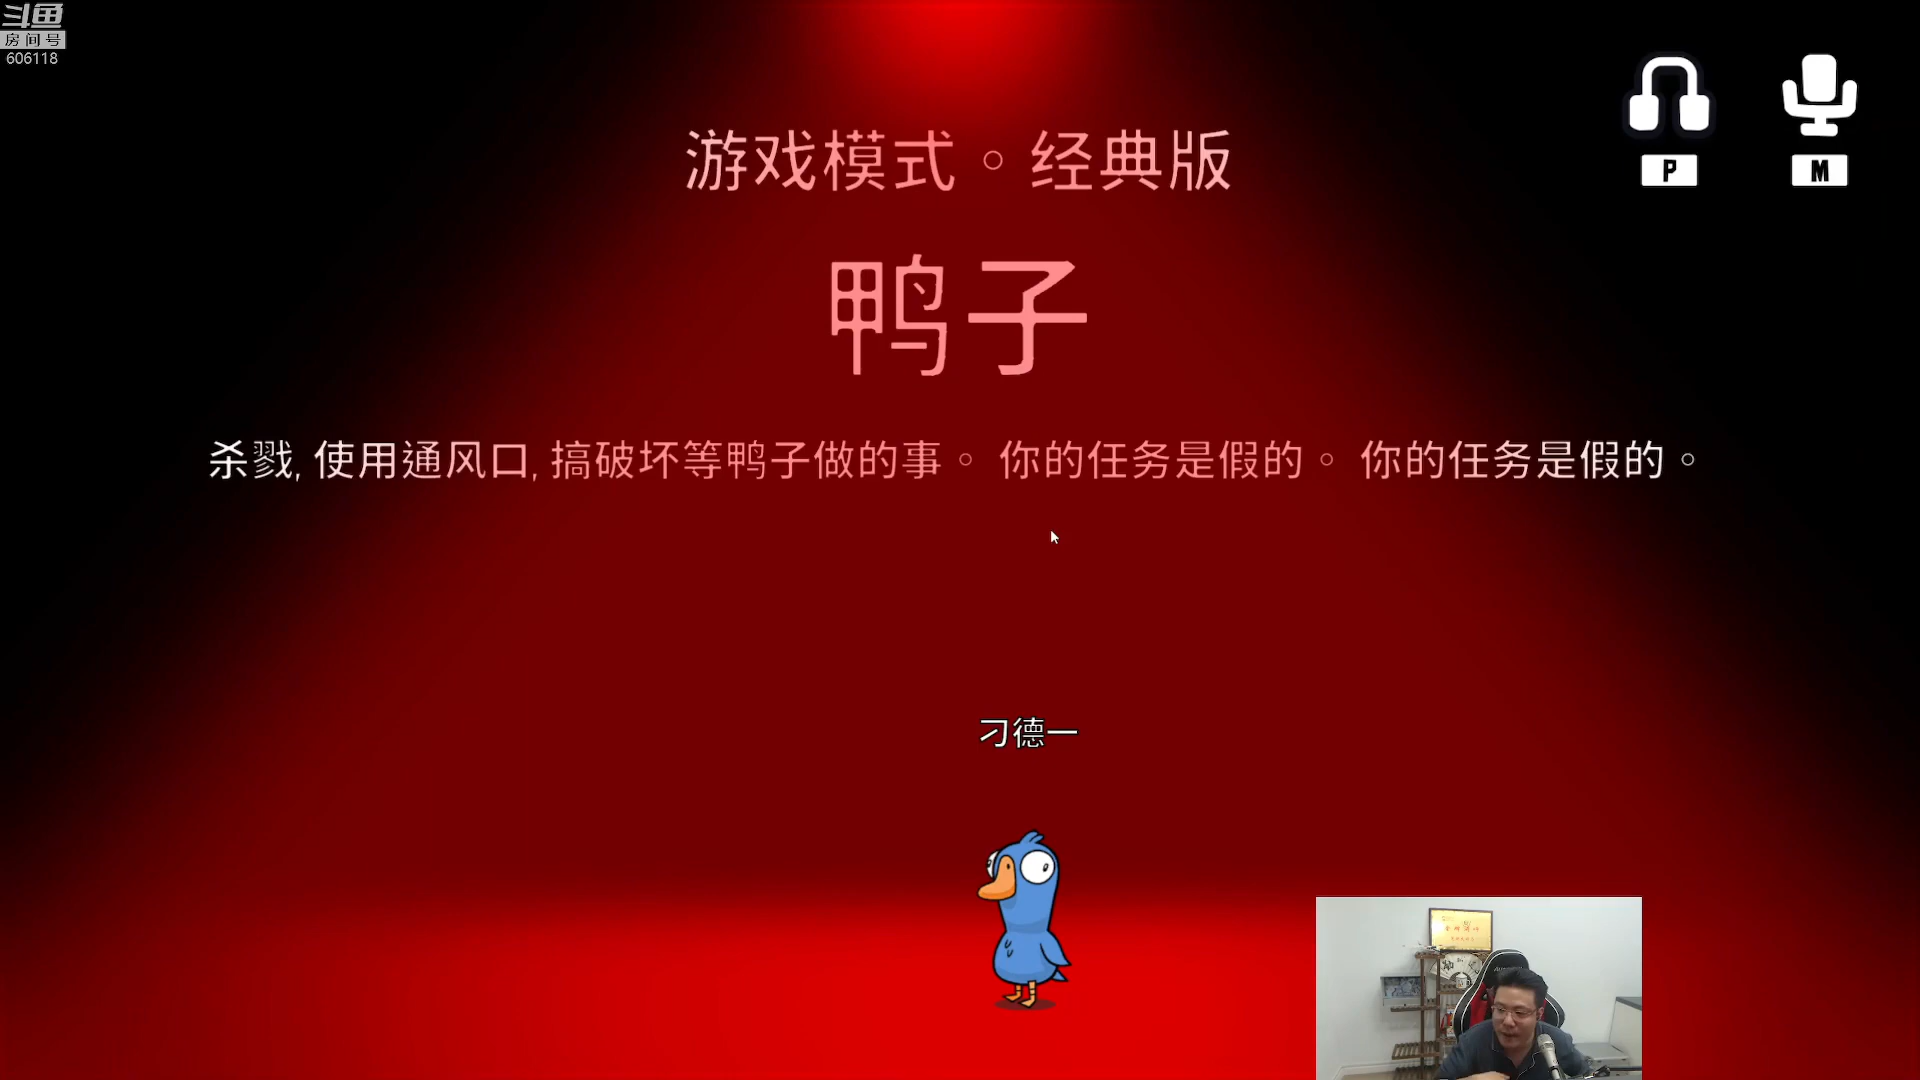 斗鱼
房间号
606118
P
M
游戏模式。经典版
鸭子
杀戮, 使用通风口, 搞破坏等鸭子做的事。 你的任务是假的。 你的任务是假的。
刁德一